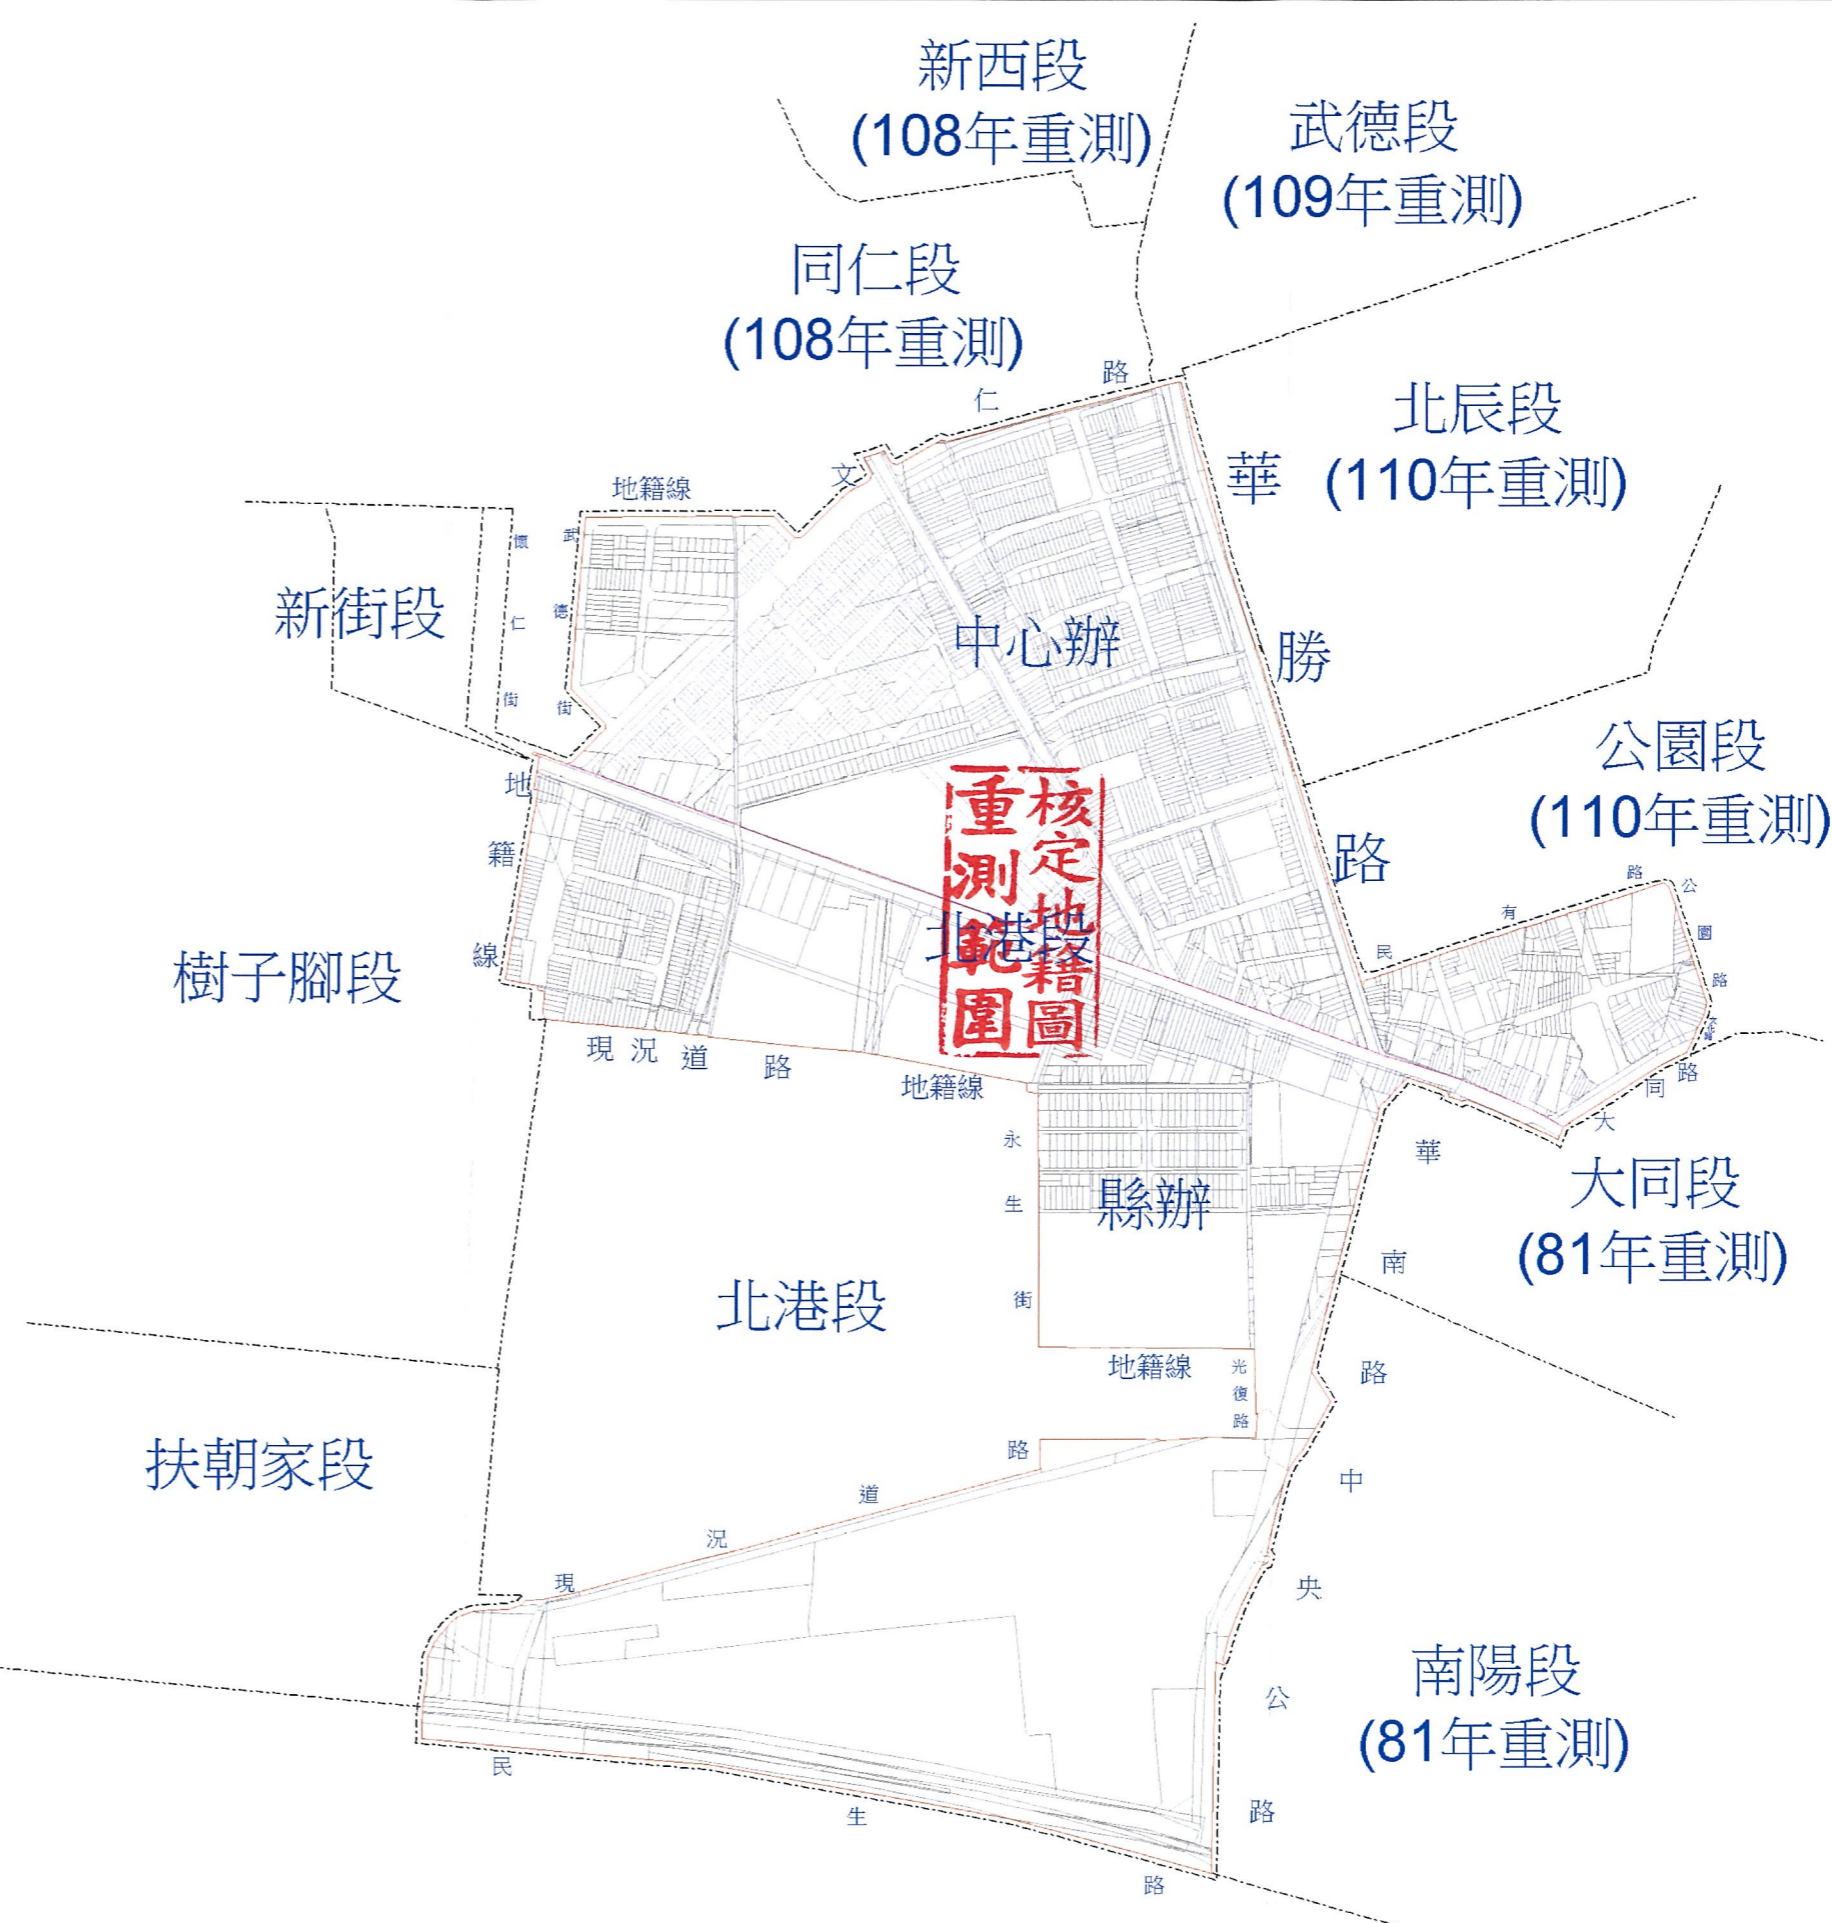 新西段
(108年重測)
武德段
(109年重測)
同仁段
(108年重測)
文仁路
北辰段
(110年重測)
華勝路
地籍線
懷仁街
武德街
新街段
中心辦
公園段
(110年重測)
地籍線
核定地籍圖
重測範圍
北港段
民有路
公園路
樹子腳段
現況道路
地籍線
大同路
永生街
縣辦
華南路
大同段
(81年重測)
北港段
地籍線
光復路
扶朝家段
現況道路
中央公路
南陽段
(81年重測)
民生路